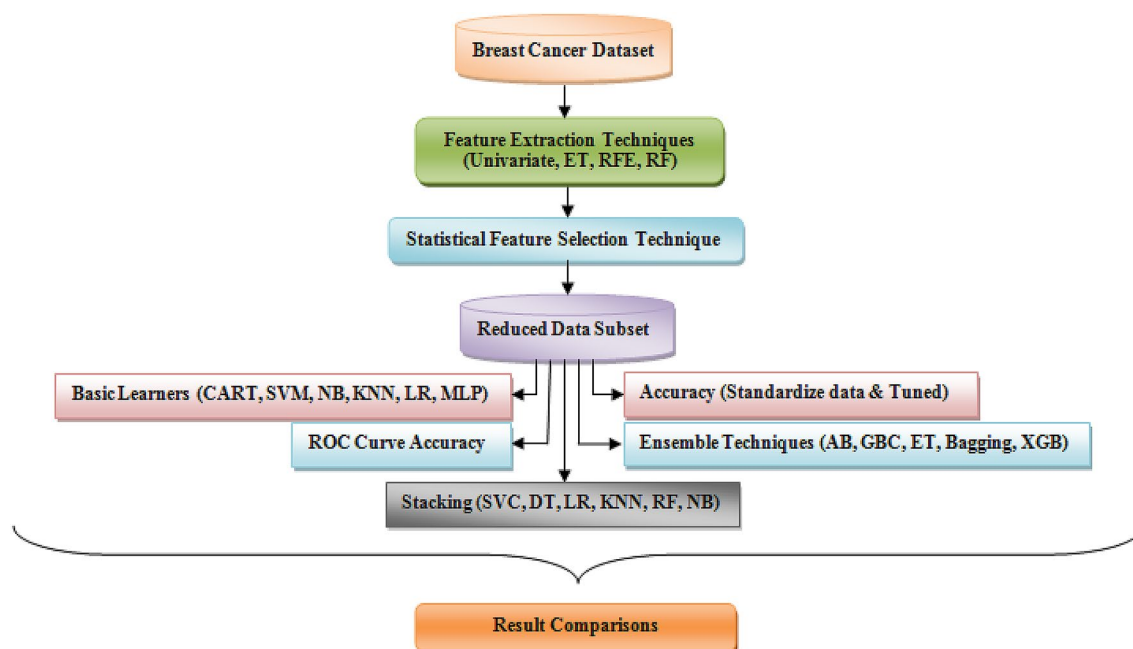 Breast Cancer Dataset
Feature Extraction Techniques
(Univariate, ET, RFE, RF)
Statistical Feature Selection Technique
Reduced Data Subset
Basic Learners (CART, SVM, NB, KNN, LR, MLP)
Accuracy (Standardize data & Tuned)
ROC Curve Accuracy
Ensemble Techniques (AB, GBC, ET, Bagging, XGB)
Stacking (SVC, DT, LR, KNN, RF, NB)
Result Comparisons